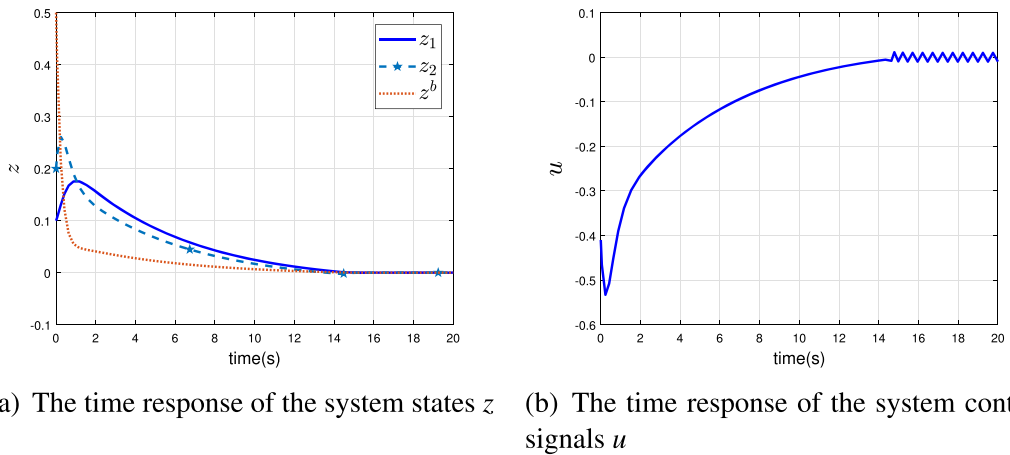 0.5
0.4
0.3
0.2
0.1
0
-0.1
z
0 2 4 6 8 10 12 14 16 18 20
time(s)
z1
z2
z^b
a) The time response of the system states z
0.1
0
-0.1
-0.2
-0.3
-0.4
-0.5
-0.6
u
0 2 4 6 8 10 12 14 16 18 20
time(s)
(b) The time response of the system cont
signals u